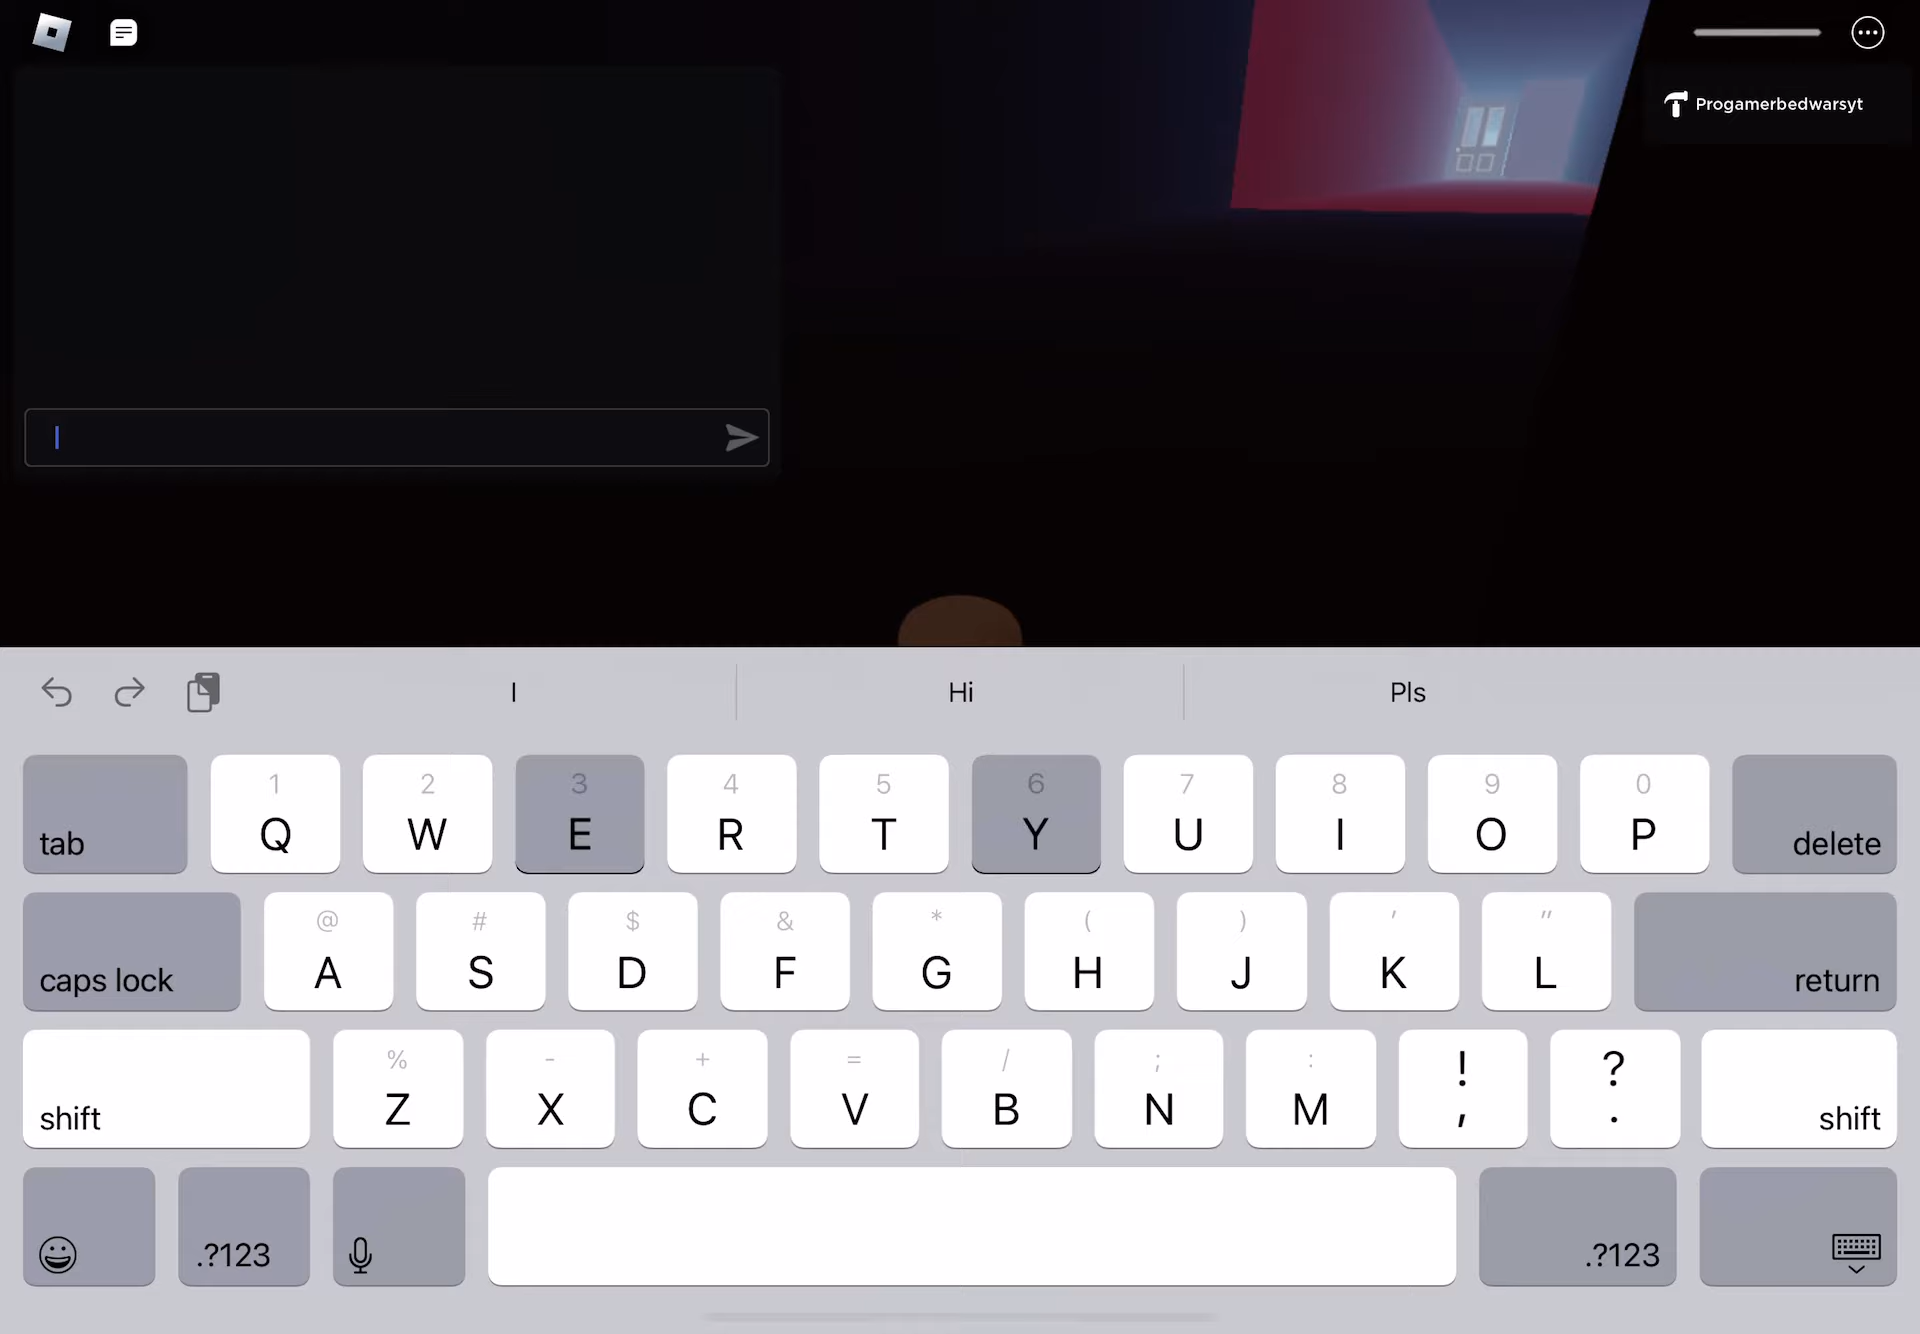 Progamerbedwarsyt
I Hi Pls
tab 1 Q 2 W 3 E 4 R 5 T 6 Y 7 U 8 I 9 O 0 P delete
caps lock @ A # S $ D & F * G ( H ) J ' K " L return
shift % Z - X + C = V / B ; N : M ! , ? . shift
.?123 .?123